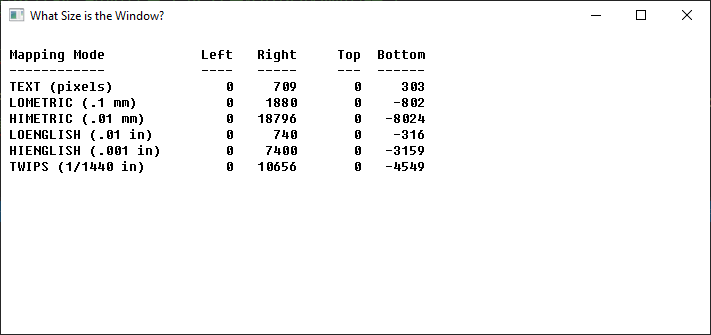 What Size is the Window?
Mapping Mode Left Right Top Bottom
------------ ---- ----- --- ------
TEXT (pixels) 0 709 0 303
LOMETRIC (.1 mm) 0 1880 0 -802
HIMETRIC (.01 mm) 0 18796 0 -8024
LOENGLISH (.01 in) 0 740 0 -316
HIENGLISH (.001 in) 0 7400 0 -3159
TWIPS (1/1440 in) 0 10656 0 -4549